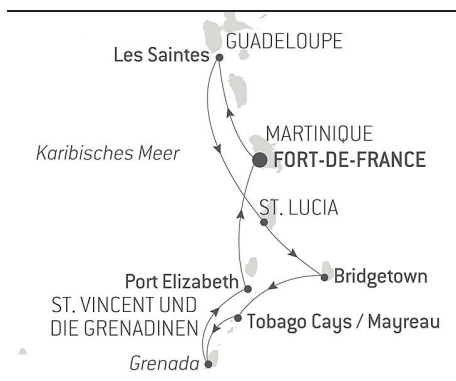 GUADELOUPE
Les Saintes
MARTINIQUE
Karibisches Meer
FORT-DE-FRANCE
ST. LUCIA
Port Elizabeth
Bridgetown
ST. VINCENT UND
DIE GRENADINEN
Tobago Cays / Mayreau
Grenada